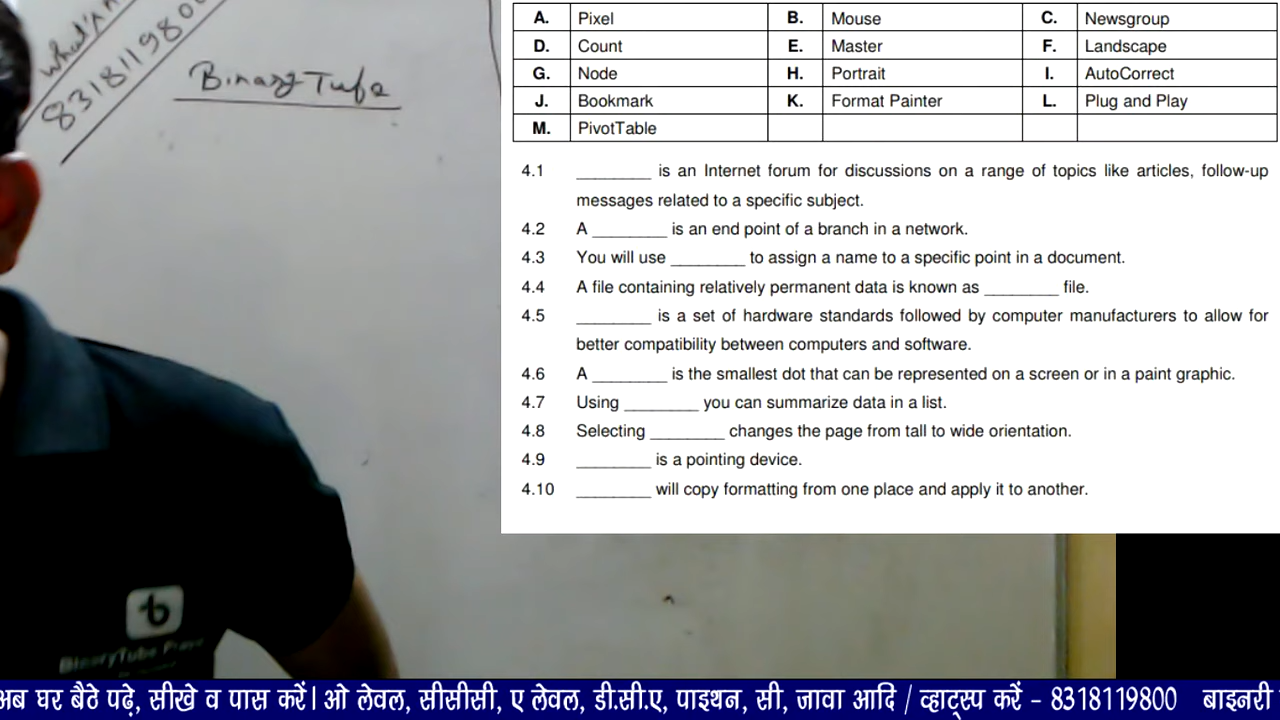 what'sA
8318119800
BinaryTube
A. Pixel B. Mouse C. Newsgroup
D. Count E. Master F. Landscape
G. Node H. Portrait I. AutoCorrect
J. Bookmark K. Format Painter L. Plug and Play
M. PivotTable
4.1 ________ is an Internet forum for discussions on a range of topics like articles, follow-up
messages related to a specific subject.
4.2 A ________ is an end point of a branch in a network.
4.3 You will use ________ to assign a name to a specific point in a document.
4.4 A file containing relatively permanent data is known as ________ file.
4.5 ________ is a set of hardware standards followed by computer manufacturers to allow for
better compatibility between computers and software.
4.6 A ________ is the smallest dot that can be represented on a screen or in a paint graphic.
4.7 Using ________ you can summarize data in a list.
4.8 Selecting ________ changes the page from tall to wide orientation.
4.9 ________ is a pointing device.
4.10 ________ will copy formatting from one place and apply it to another.
BinaryTube
अब घर बैठे पढ़े, सीखे व पास करें। ओ लेवल, सीसीसी, ए लेवल, डी.सी.ए, पाइथन, सी, जावा आदि / व्हाट्स्प करें - 8318119800 बाइनरी